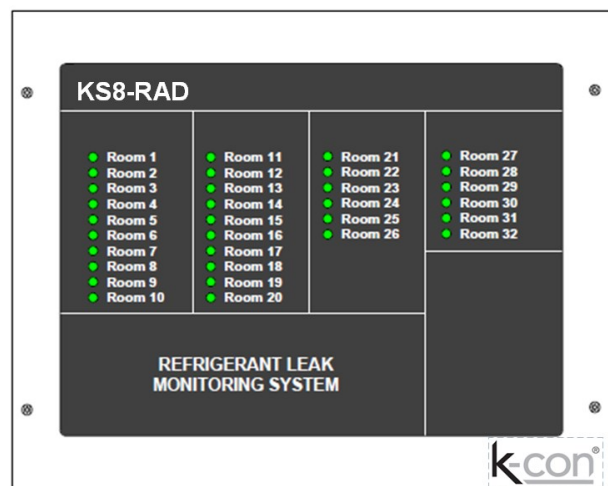 KS8-RAD
Room 1
Room 2
Room 3
Room 4
Room 5
Room 6
Room 7
Room 8
Room 9
Room 10
Room 11
Room 12
Room 13
Room 14
Room 15
Room 16
Room 17
Room 18
Room 19
Room 20
Room 21
Room 22
Room 23
Room 24
Room 25
Room 26
Room 27
Room 28
Room 29
Room 30
Room 31
Room 32
REFRIGERANT LEAK
MONITORING SYSTEM
k-con®